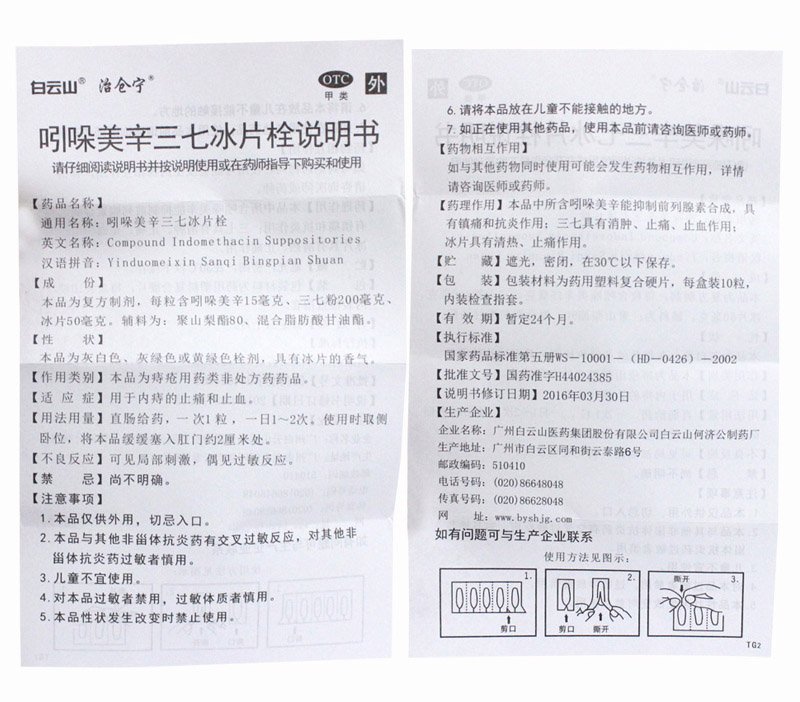 白云山® 治仓宁® OTC 甲类 外
吲哚美辛三七冰片栓说明书
请仔细阅读说明书并按说明使用或在药师指导下购买和使用
【药品名称】
通用名称：吲哚美辛三七冰片栓
英文名称：Compound Indomethacin Suppositories
汉语拼音：Yinduomeixin Sanqi Bingpian Shuan
【成 份】
本品为复方制剂，每粒含吲哚美辛15毫克、三七粉200毫克、
冰片50毫克。辅料为：聚山梨酯80、混合脂肪酸甘油酯。
【性 状】
本品为灰白色、灰绿色或黄绿色栓剂，具有冰片的香气。
【作用类别】本品为痔疮用药类非处方药药品。
【适 应 症】用于内痔的止痛和止血。
【用法用量】直肠给药，一次1粒，一日1~2次，使用时取侧
卧位，将本品缓缓塞入肛门约2厘米处。
【不良反应】可见局部刺激，偶见过敏反应。
【禁 忌】尚不明确。
【注意事项】
1.本品仅供外用，切忌入口。
2.本品与其他非甾体抗炎药有交叉过敏反应，对其他非
甾体抗炎药过敏者慎用。
3.儿童不宜使用。
4.对本品过敏者禁用，过敏体质者慎用。
5.本品性状发生改变时禁止使用。
6.请将本品放在儿童不能接触的地方。
7.如正在使用其他药品，使用本品前请咨询医师或药师。
【药物相互作用】
如与其他药物同时使用可能会发生药物相互作用，详情
请咨询医师或药师。
【药理作用】本品中所含吲哚美辛能抑制前列腺素合成，具
有镇痛和抗炎作用；三七具有消肿、止痛、止血作用；
冰片具有清热、止痛作用。
【贮 藏】遮光，密闭，在30℃以下保存。
【包 装】包装材料为药用塑料复合硬片，每盒装10粒，
内装检查指套。
【有 效 期】暂定24个月。
【执行标准】
国家药品标准第五册WS-10001-（HD-0426）-2002
【批准文号】国药准字H44024385
【说明书修订日期】2016年03月30日
【生产企业】
企业名称：广州白云山医药集团股份有限公司白云山何济公制药厂
生产地址：广州市白云区同和街云泰路6号
邮政编码：510410
电话号码：(020)86648048
传真号码：(020)86628048
网 址：www.byshjg.com
如有问题可与生产企业联系
使用方法见图示：
1. 剪口
2. 剪口 撕开
3. 撕开
TG2